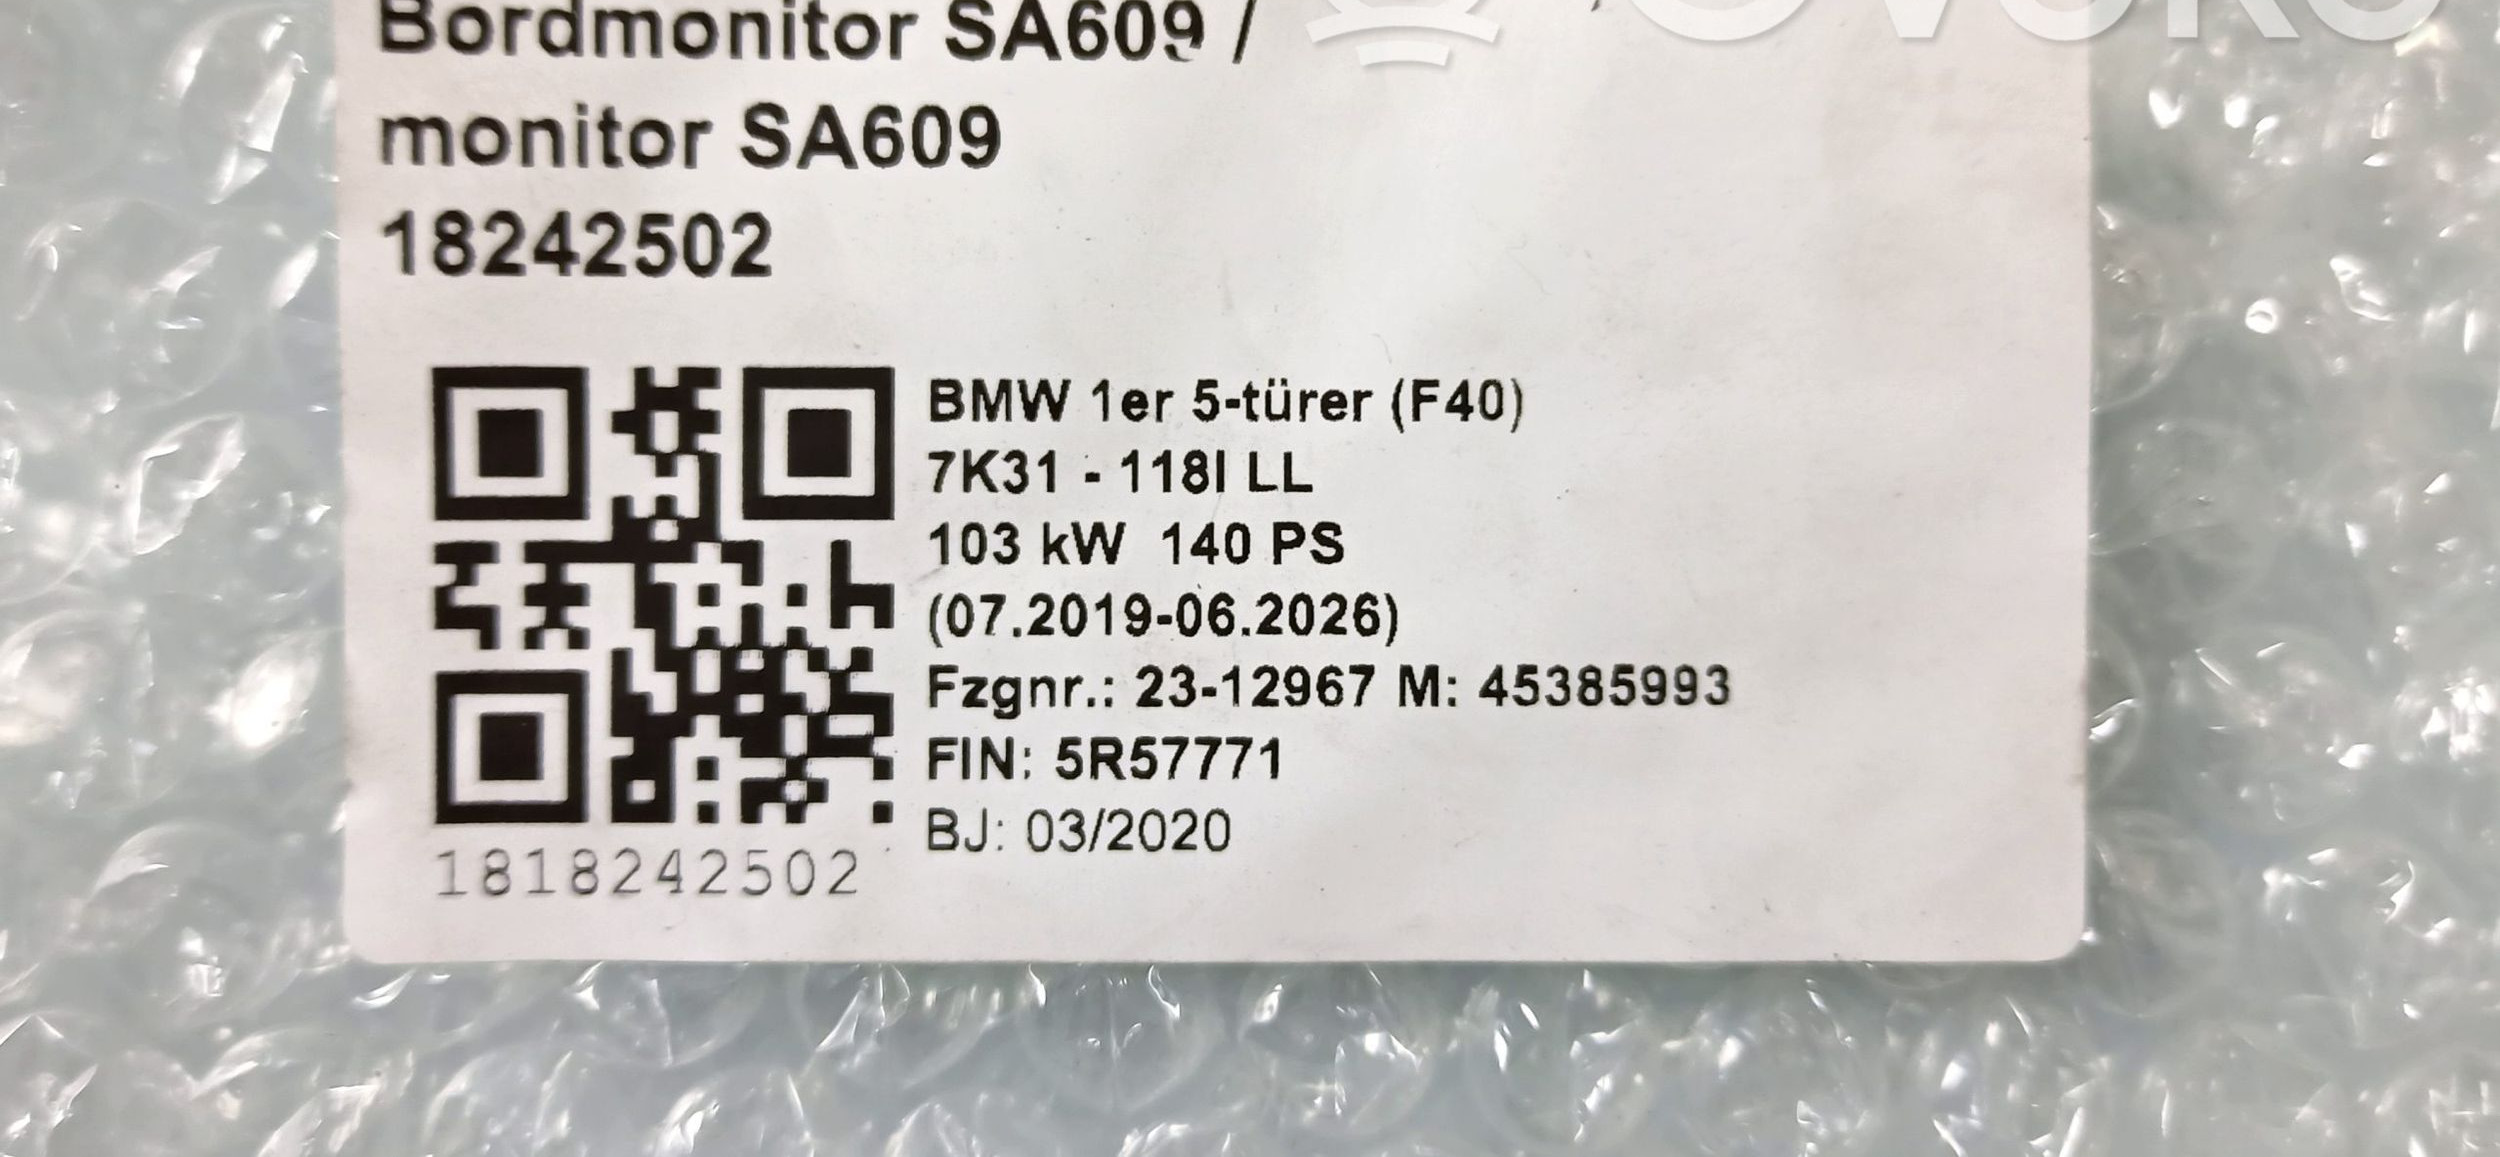 Bordmonitor SA609 /
monitor SA609
18242502
BMW 1er 5-türer (F40)
7K31 - 118I LL
103 kW 140 PS
(07.2019-06.2026)
Fzgnr.: 23-12967 M: 45385993
FIN: 5R57771
BJ: 03/2020
1818242502